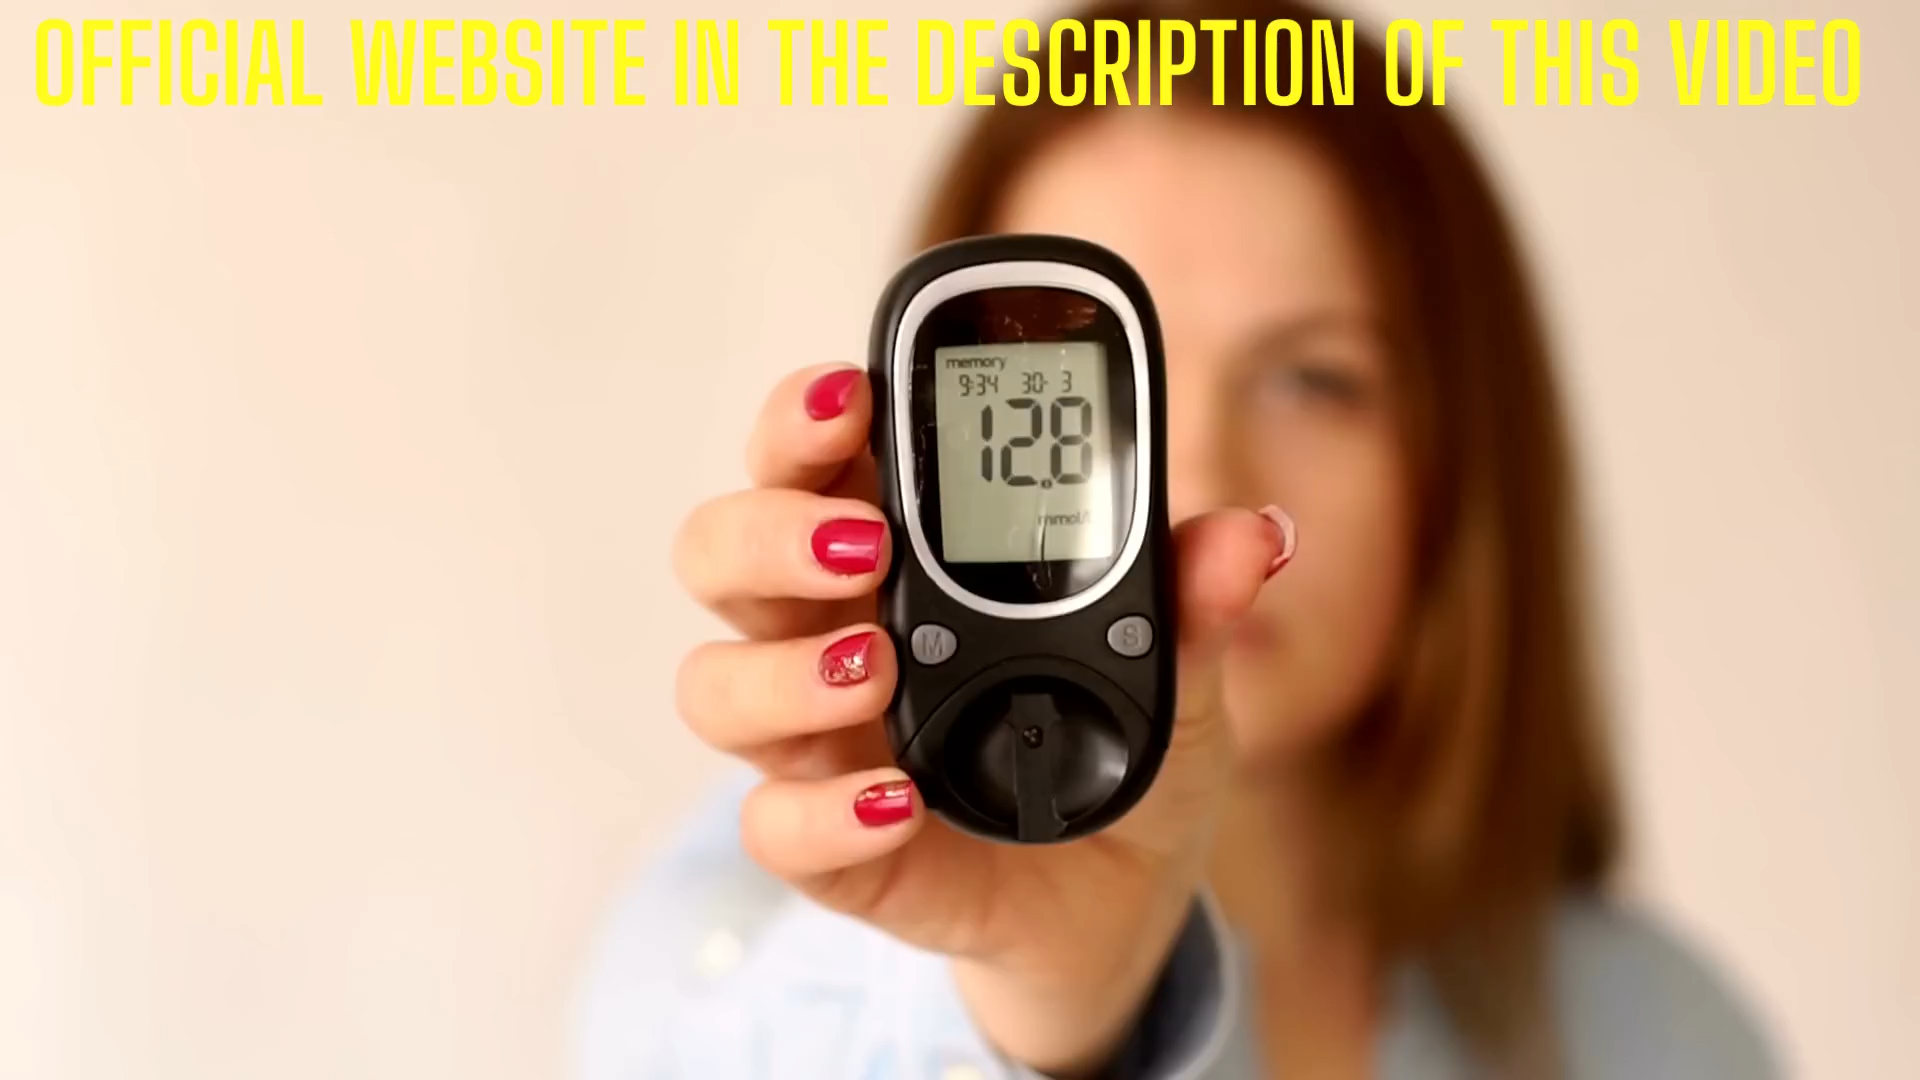 OFFICIAL WEBSITE IN THE DESCRIPTION OF THIS VIDEO
memory
9:34 30-3
12.8
mmol/L
M S